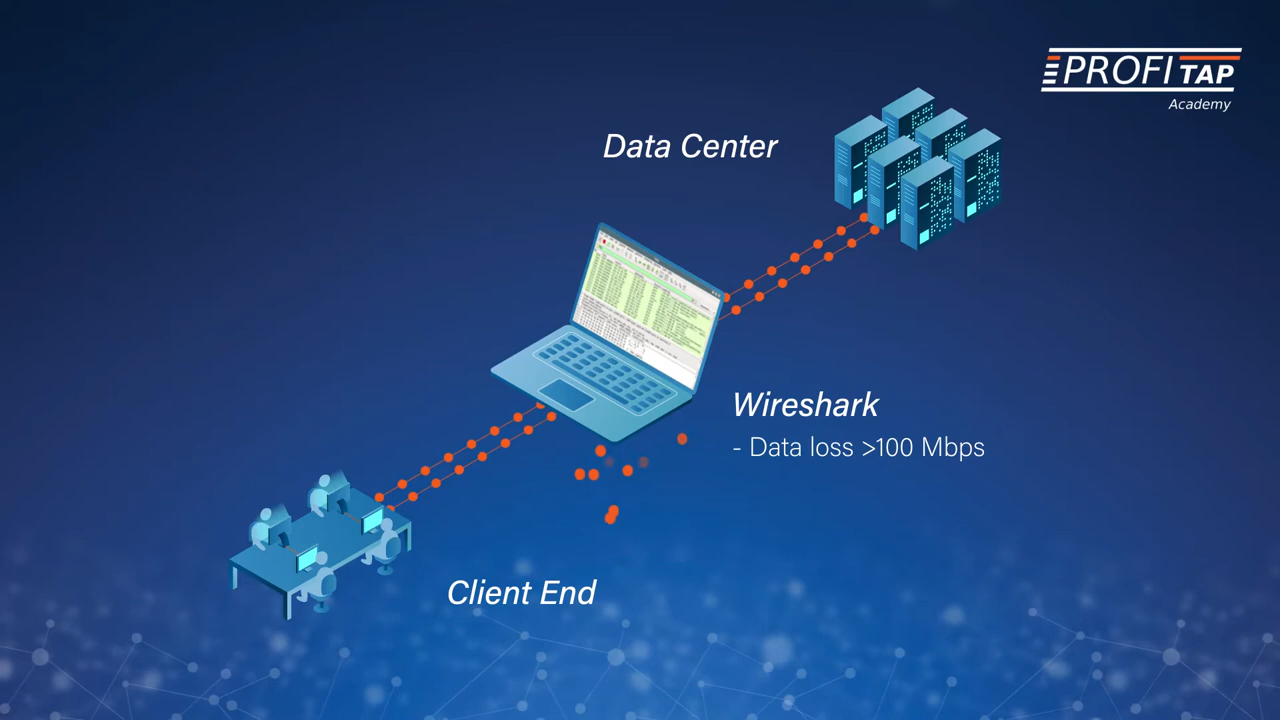 PROFITAP
Academy
Data Center
Wireshark
- Data loss >100 Mbps
Client End